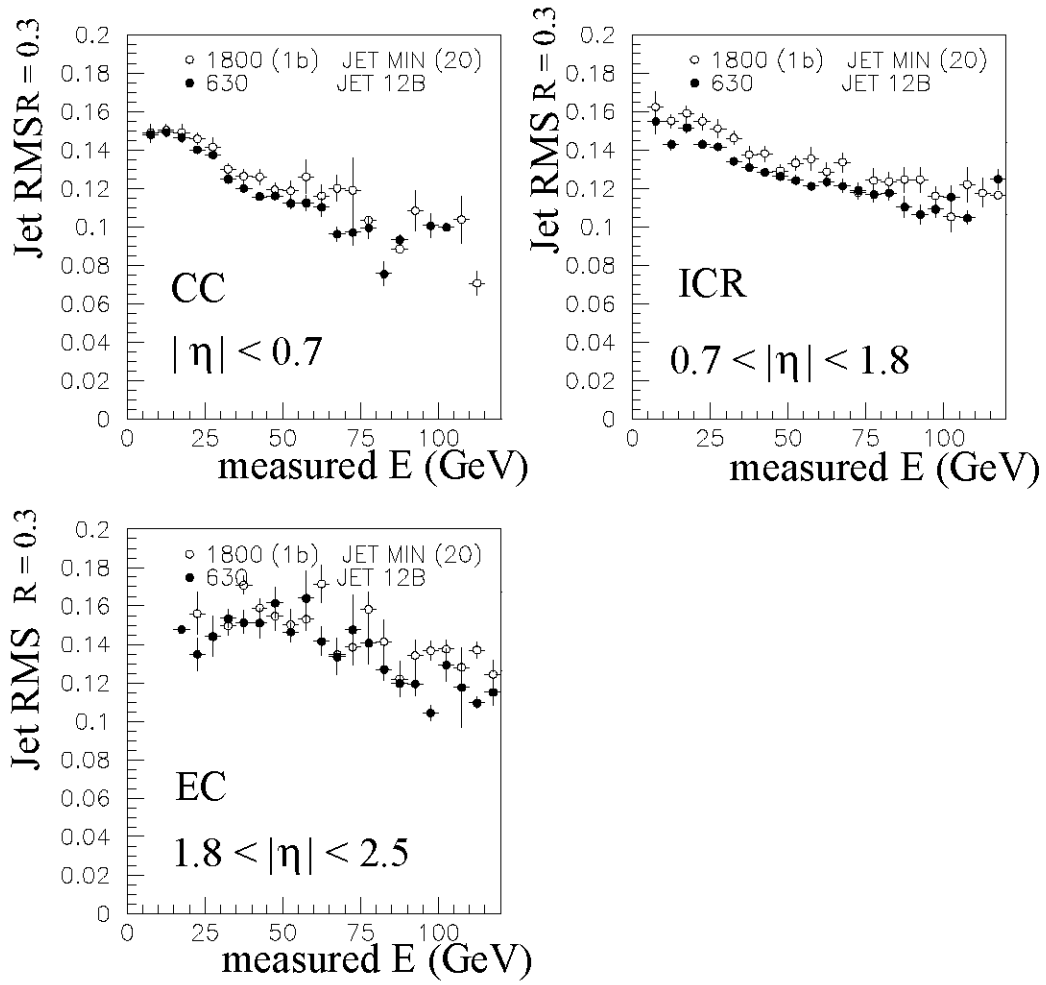 Jet RMS R = 0.3
0.2
0.18
0.16
0.14
0.12
0.1
0.08
0.06
0.04
0.02
0
1800 (1b) JET MIN (20)
630 JET 12B
CC
| η | < 0.7
0 25 50 75 100
measured E (GeV)
Jet RMS R = 0.3
0.2
0.18
0.16
0.14
0.12
0.1
0.08
0.06
0.04
0.02
0
1800 (1b) JET MIN (20)
630 JET 12B
ICR
0.7 < |η| < 1.8
0 25 50 75 100
measured E (GeV)
Jet RMS R = 0.3
0.2
0.18
0.16
0.14
0.12
0.1
0.08
0.06
0.04
0.02
0
1800 (1b) JET MIN (20)
630 JET 12B
EC
1.8 < |η| < 2.5
0 25 50 75 100
measured E (GeV)